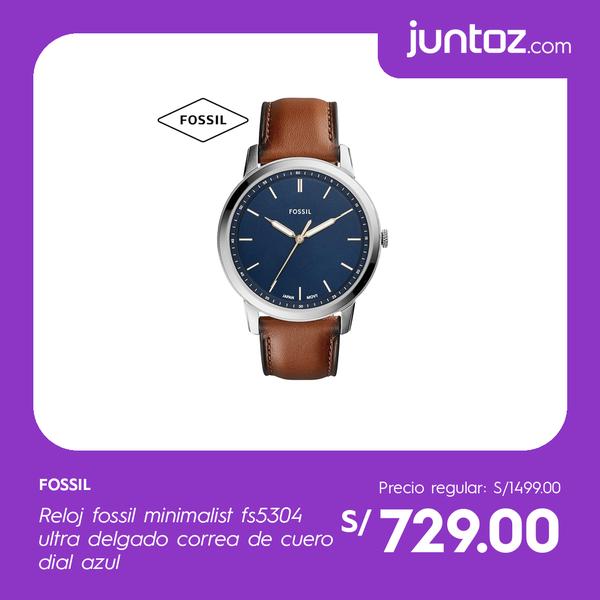 juntoz.com
FOSSIL
FOSSIL
JAPAN MOVT
FOSSIL
Reloj fossil minimalist fs5304
ultra delgado correa de cuero
dial azul
Precio regular: S/1499.00
S/ 729.00